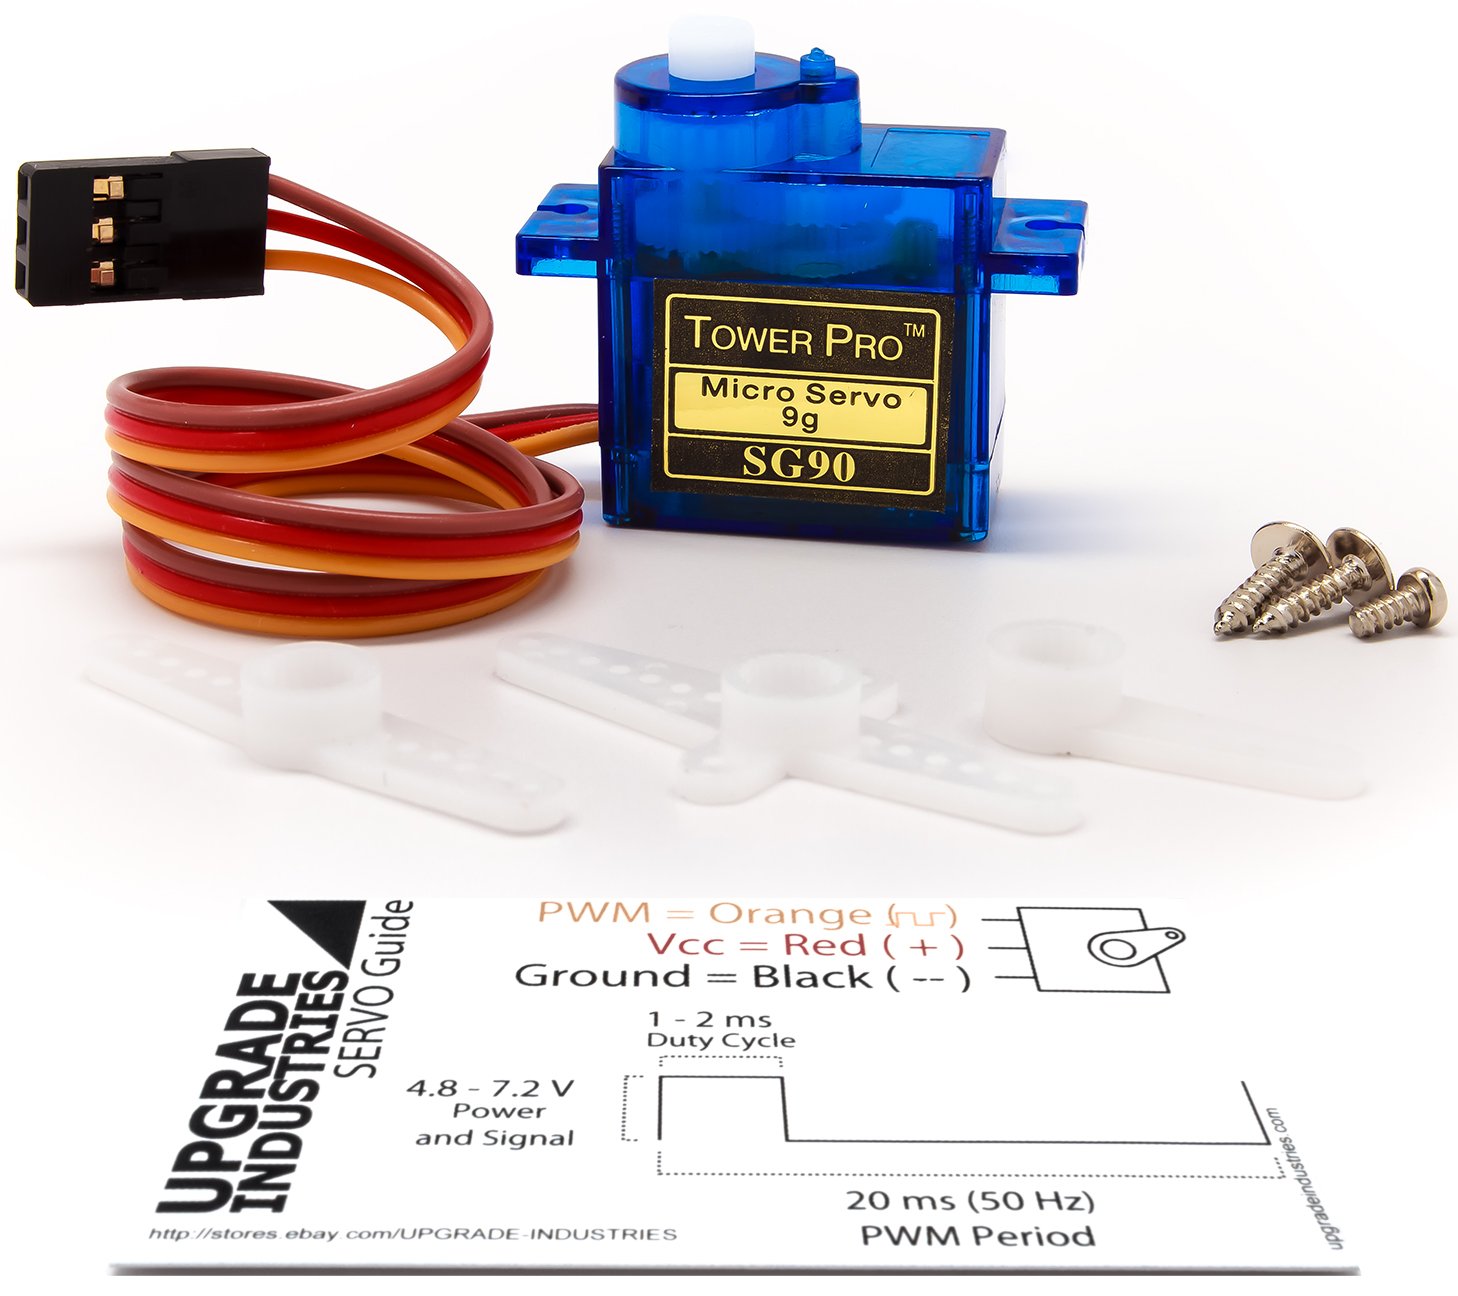 TOWER PRO™
Micro Servo
9g
SG90
UPGRADE
INDUSTRIES
SERVO Guide
PWM = Orange ( )
Vcc = Red ( + )
Ground = Black ( -- )
1 - 2 ms
Duty Cycle
4.8 - 7.2 V
Power
and Signal
20 ms (50 Hz)
PWM Period
http://stores.ebay.com/UPGRADE-INDUSTRIES
upgradeindustries.com